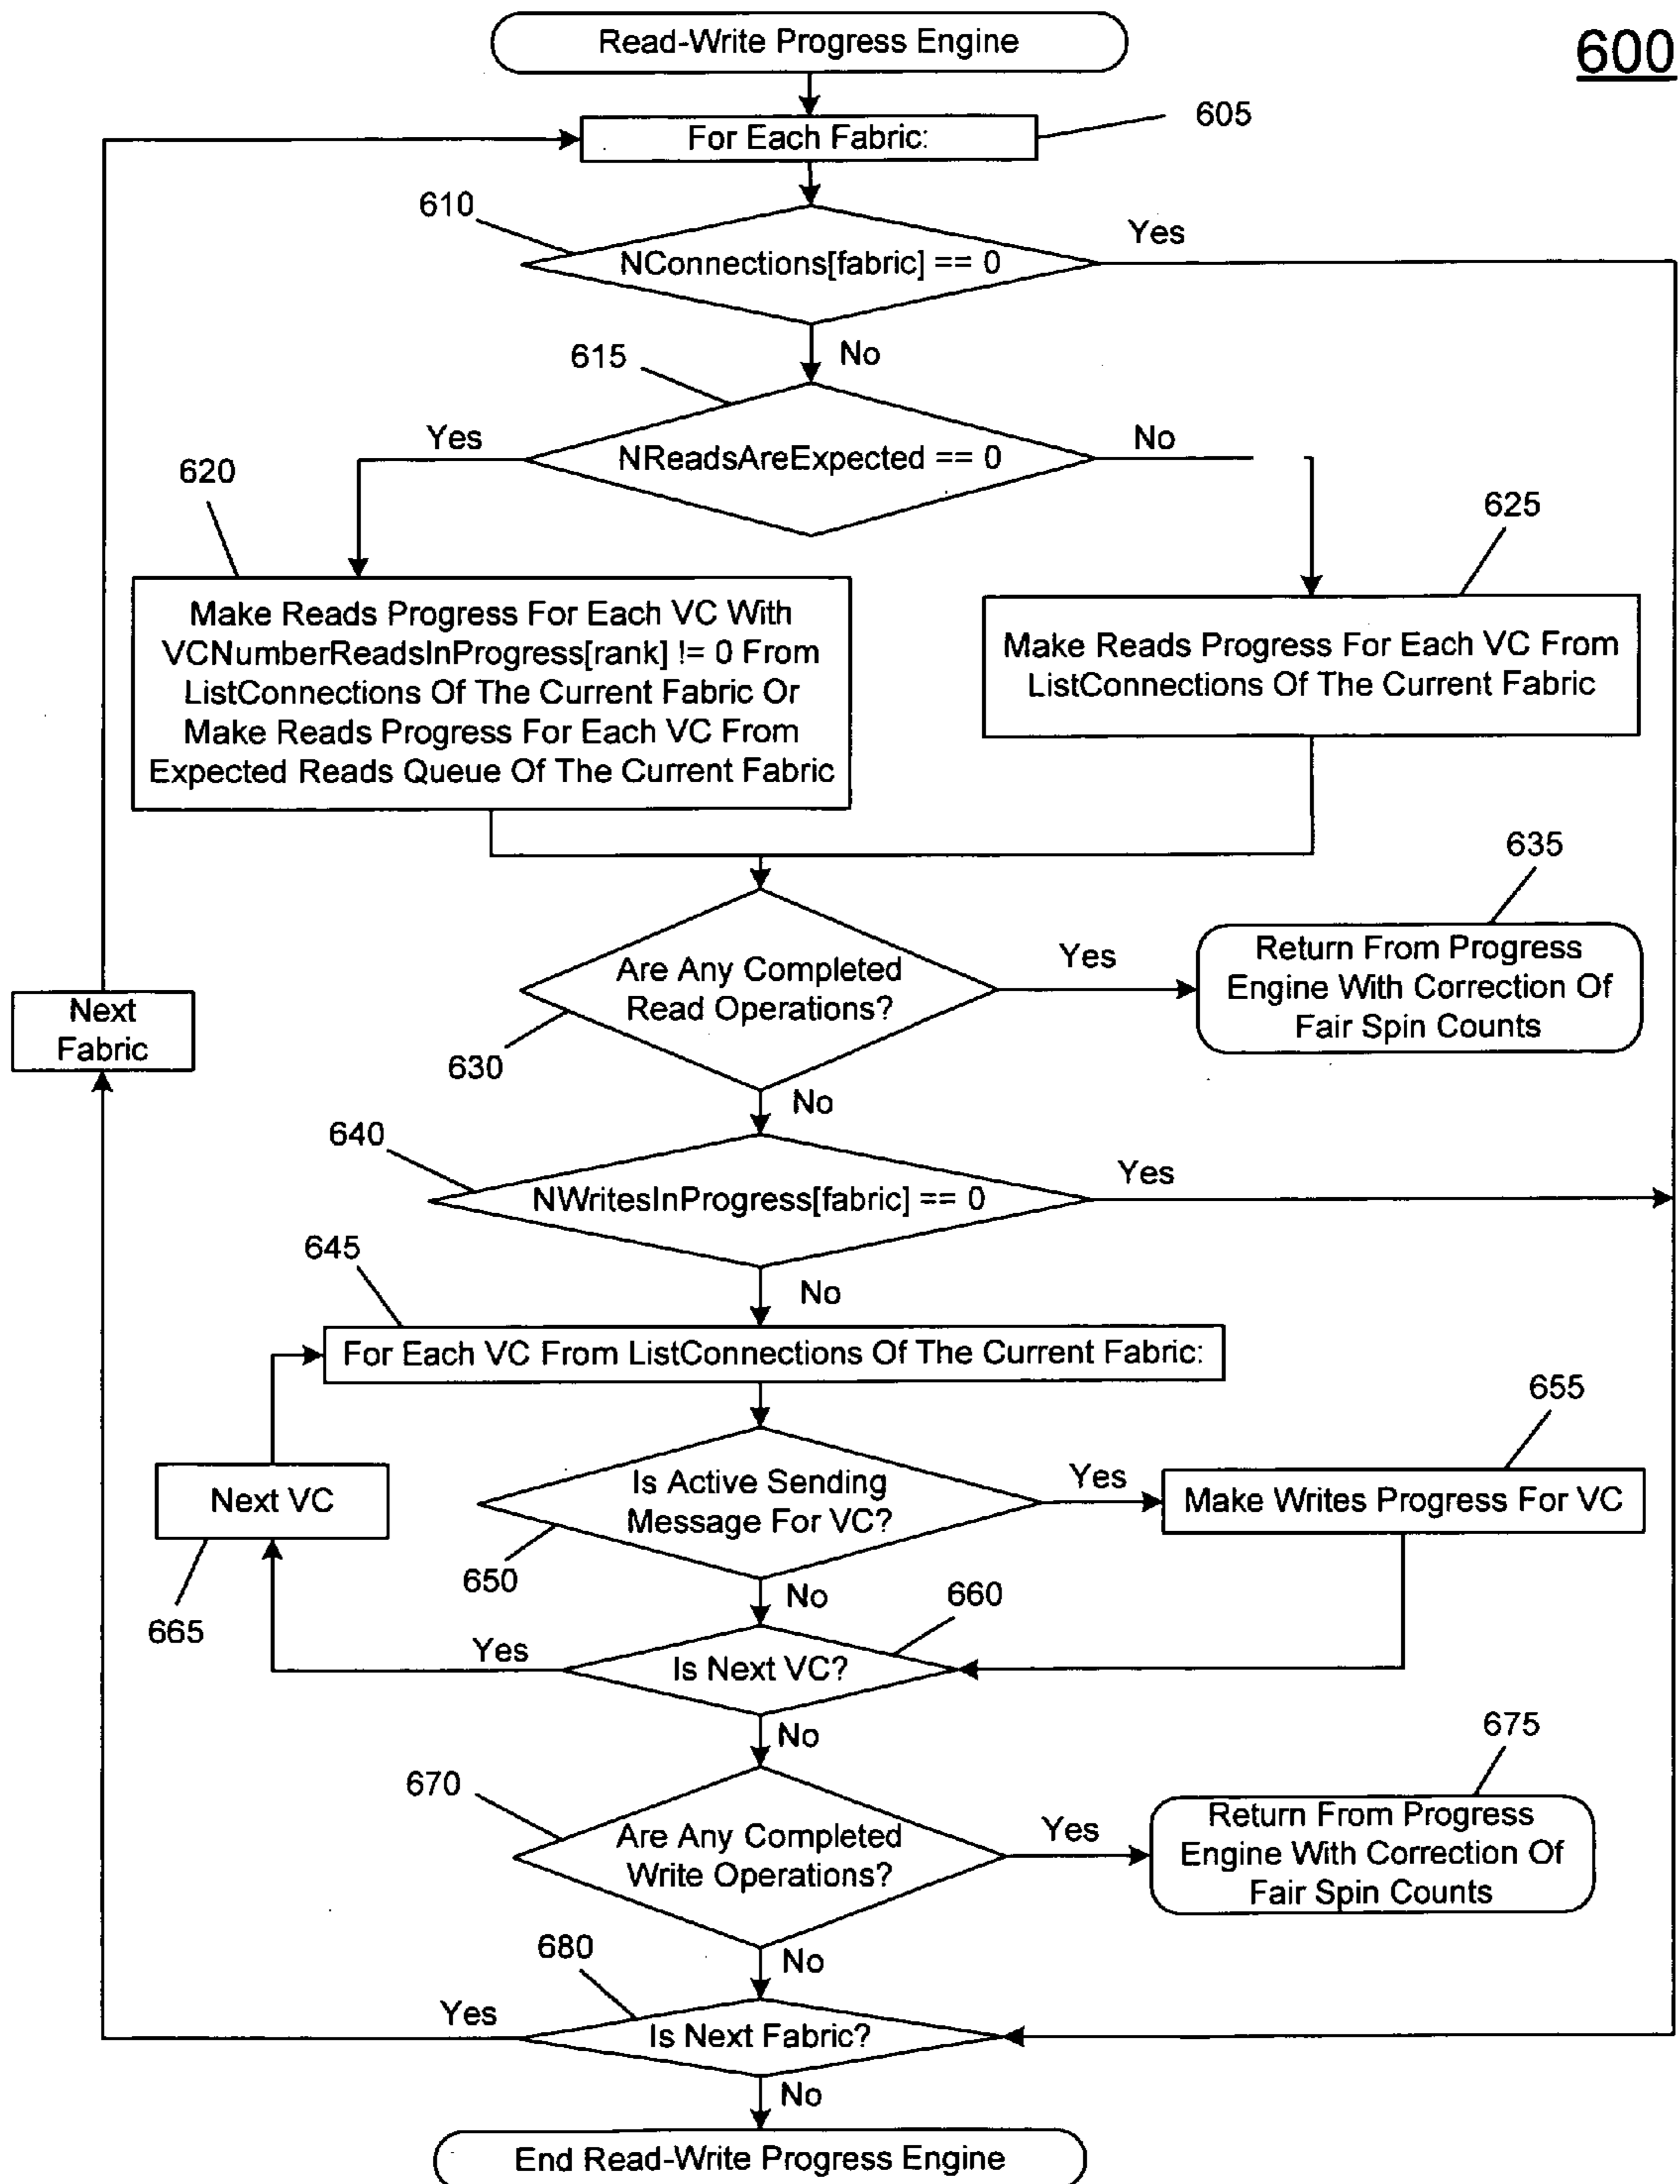 600
Read-Write Progress Engine
605
For Each Fabric:
610
NConnections[fabric] == 0
Yes
No
615
NReadsAreExpected == 0
Yes
No
620
625
Make Reads Progress For Each VC With
VCNumberReadsInProgress[rank] != 0 From
ListConnections Of The Current Fabric Or
Make Reads Progress For Each VC From
Expected Reads Queue Of The Current Fabric
Make Reads Progress For Each VC From
ListConnections Of The Current Fabric
635
Are Any Completed
Read Operations?
Yes
Return From Progress
Engine With Correction Of
Fair Spin Counts
Next
Fabric
630
No
640
NWritesInProgress[fabric] == 0
Yes
645
No
For Each VC From ListConnections Of The Current Fabric:
655
Next VC
Is Active Sending
Message For VC?
Yes
Make Writes Progress For VC
650
No
660
665
Yes
Is Next VC?
No
675
670
Are Any Completed
Write Operations?
Yes
Return From Progress
Engine With Correction Of
Fair Spin Counts
680
No
Yes
Is Next Fabric?
No
End Read-Write Progress Engine